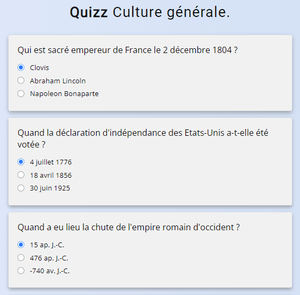 Quizz Culture générale.
Qui est sacré empereur de France le 2 décembre 1804 ?
Clovis
Abraham Lincoln
Napoleon Bonaparte
Quand la déclaration d'indépendance des Etats-Unis a-t-elle été
votée ?
4 juillet 1776
18 avril 1856
30 juin 1925
Quand a eu lieu la chute de l'empire romain d'occident ?
15 ap. J.-C.
476 ap. J.-C.
-740 av. J.-C.